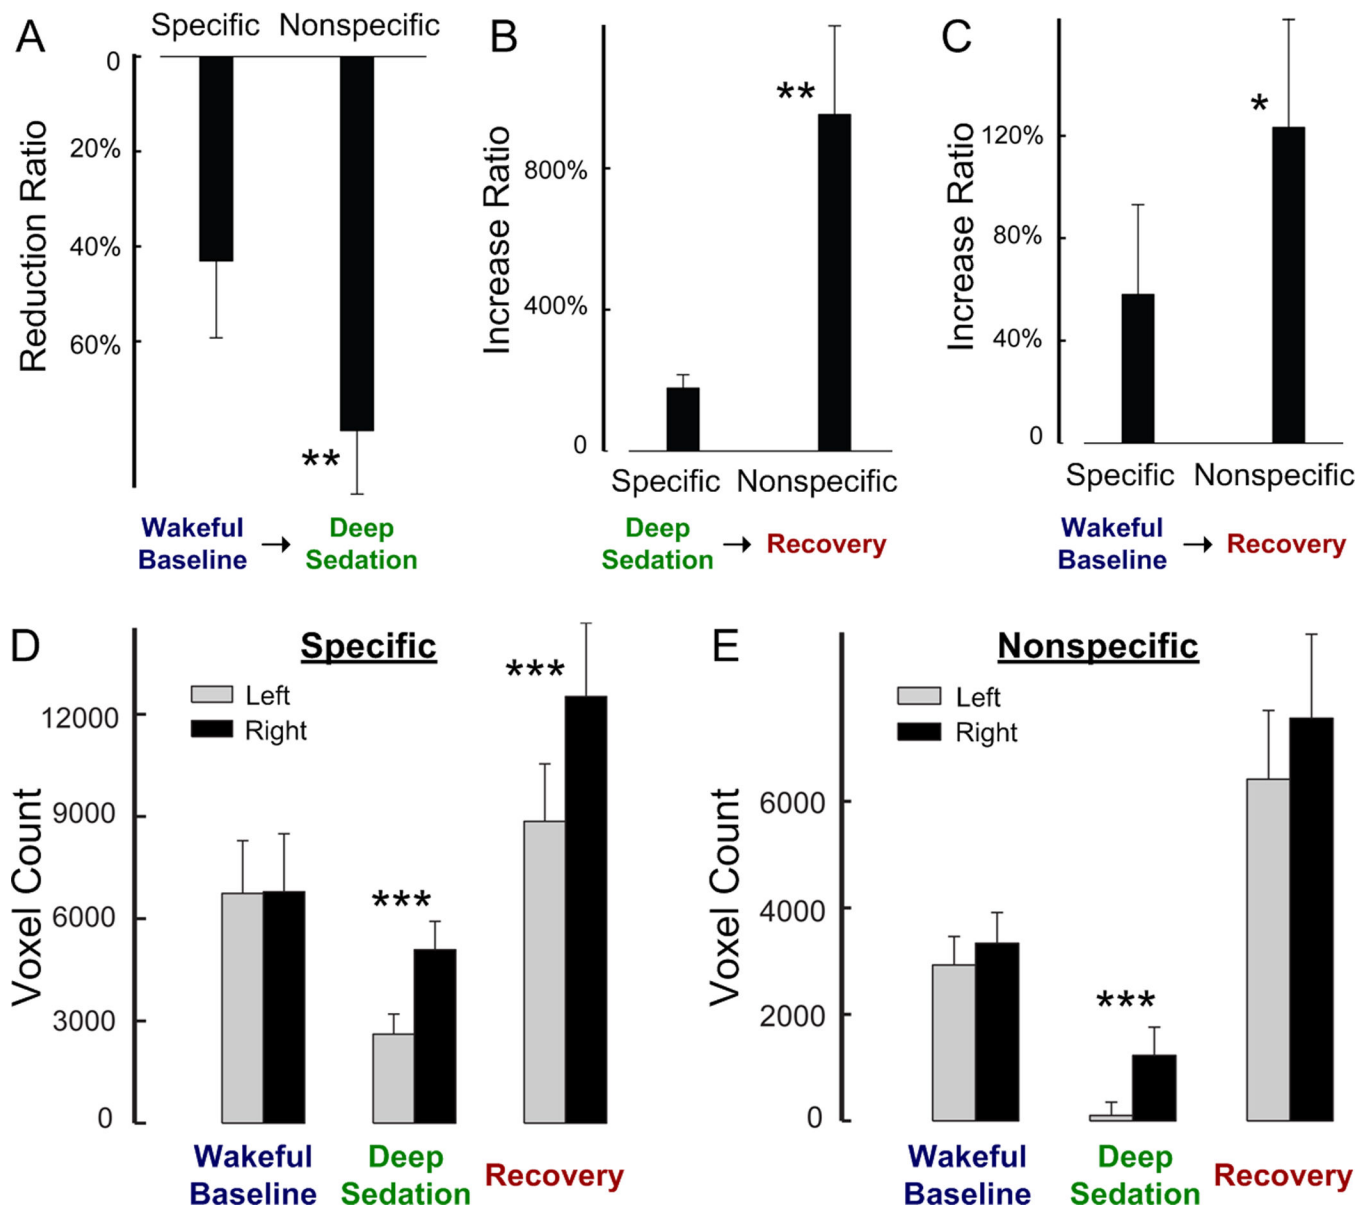 A
Specific Nonspecific
0
20%
40%
60%
Reduction Ratio
**
Wakeful Baseline → Deep Sedation
B
800%
400%
0
Increase Ratio
**
Specific Nonspecific
Deep Sedation → Recovery
C
120%
80%
40%
0
Increase Ratio
*
Specific Nonspecific
Wakeful Baseline → Recovery
D
Specific
Left
Right
12000
9000
6000
3000
0
Voxel Count
***
***
Wakeful Baseline
Deep Sedation
Recovery
E
Nonspecific
Left
Right
6000
4000
2000
0
Voxel Count
***
Wakeful Baseline
Deep Sedation
Recovery